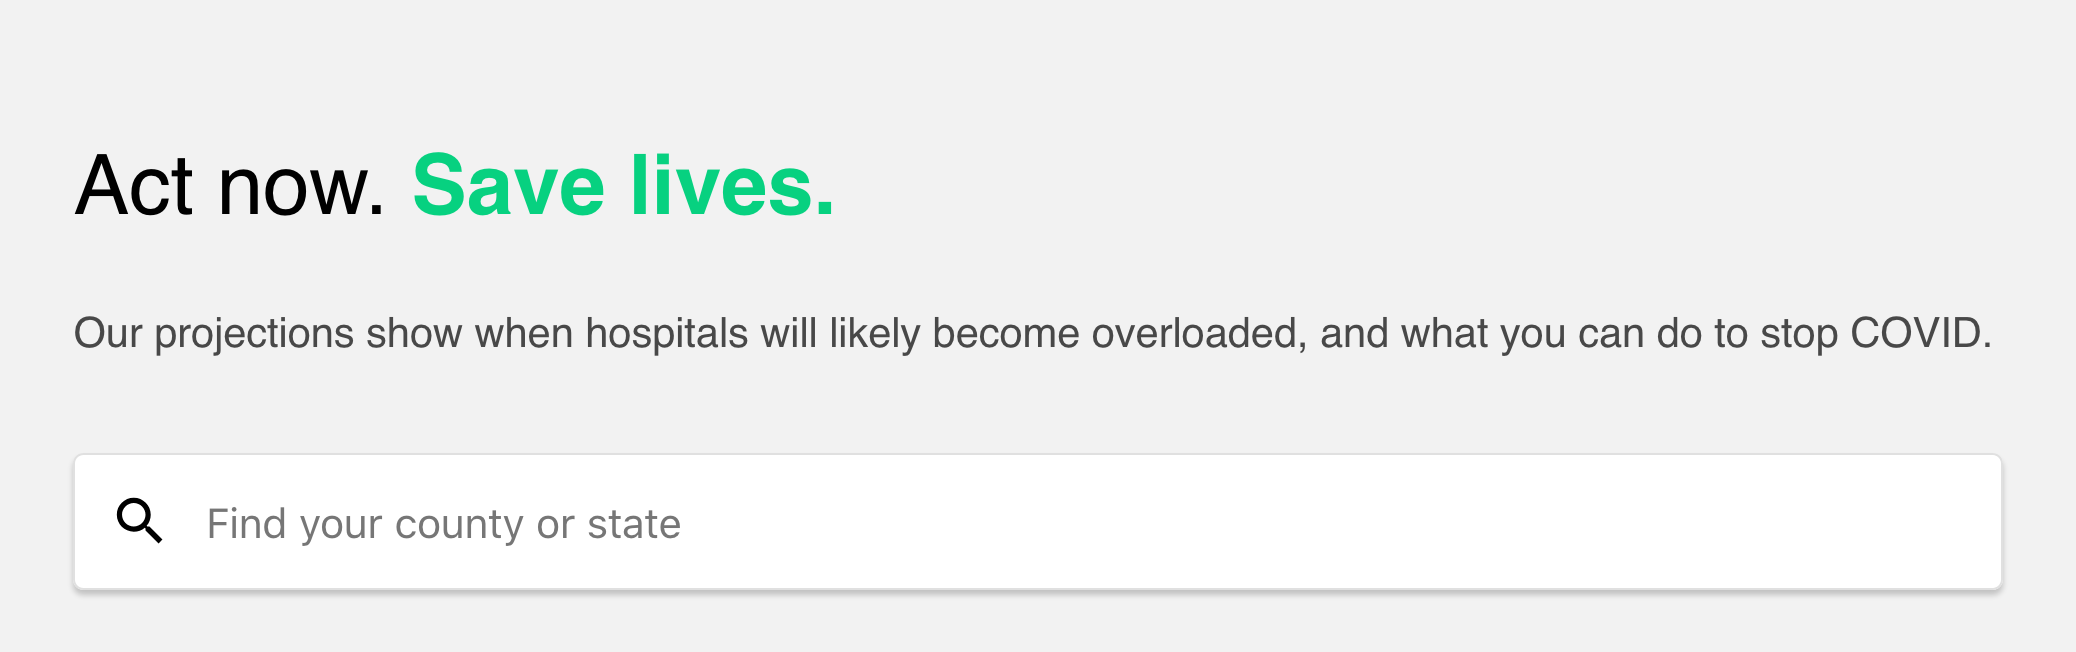 Act now. Save lives.
Our projections show when hospitals will likely become overloaded, and what you can do to stop COVID.
Find your county or state